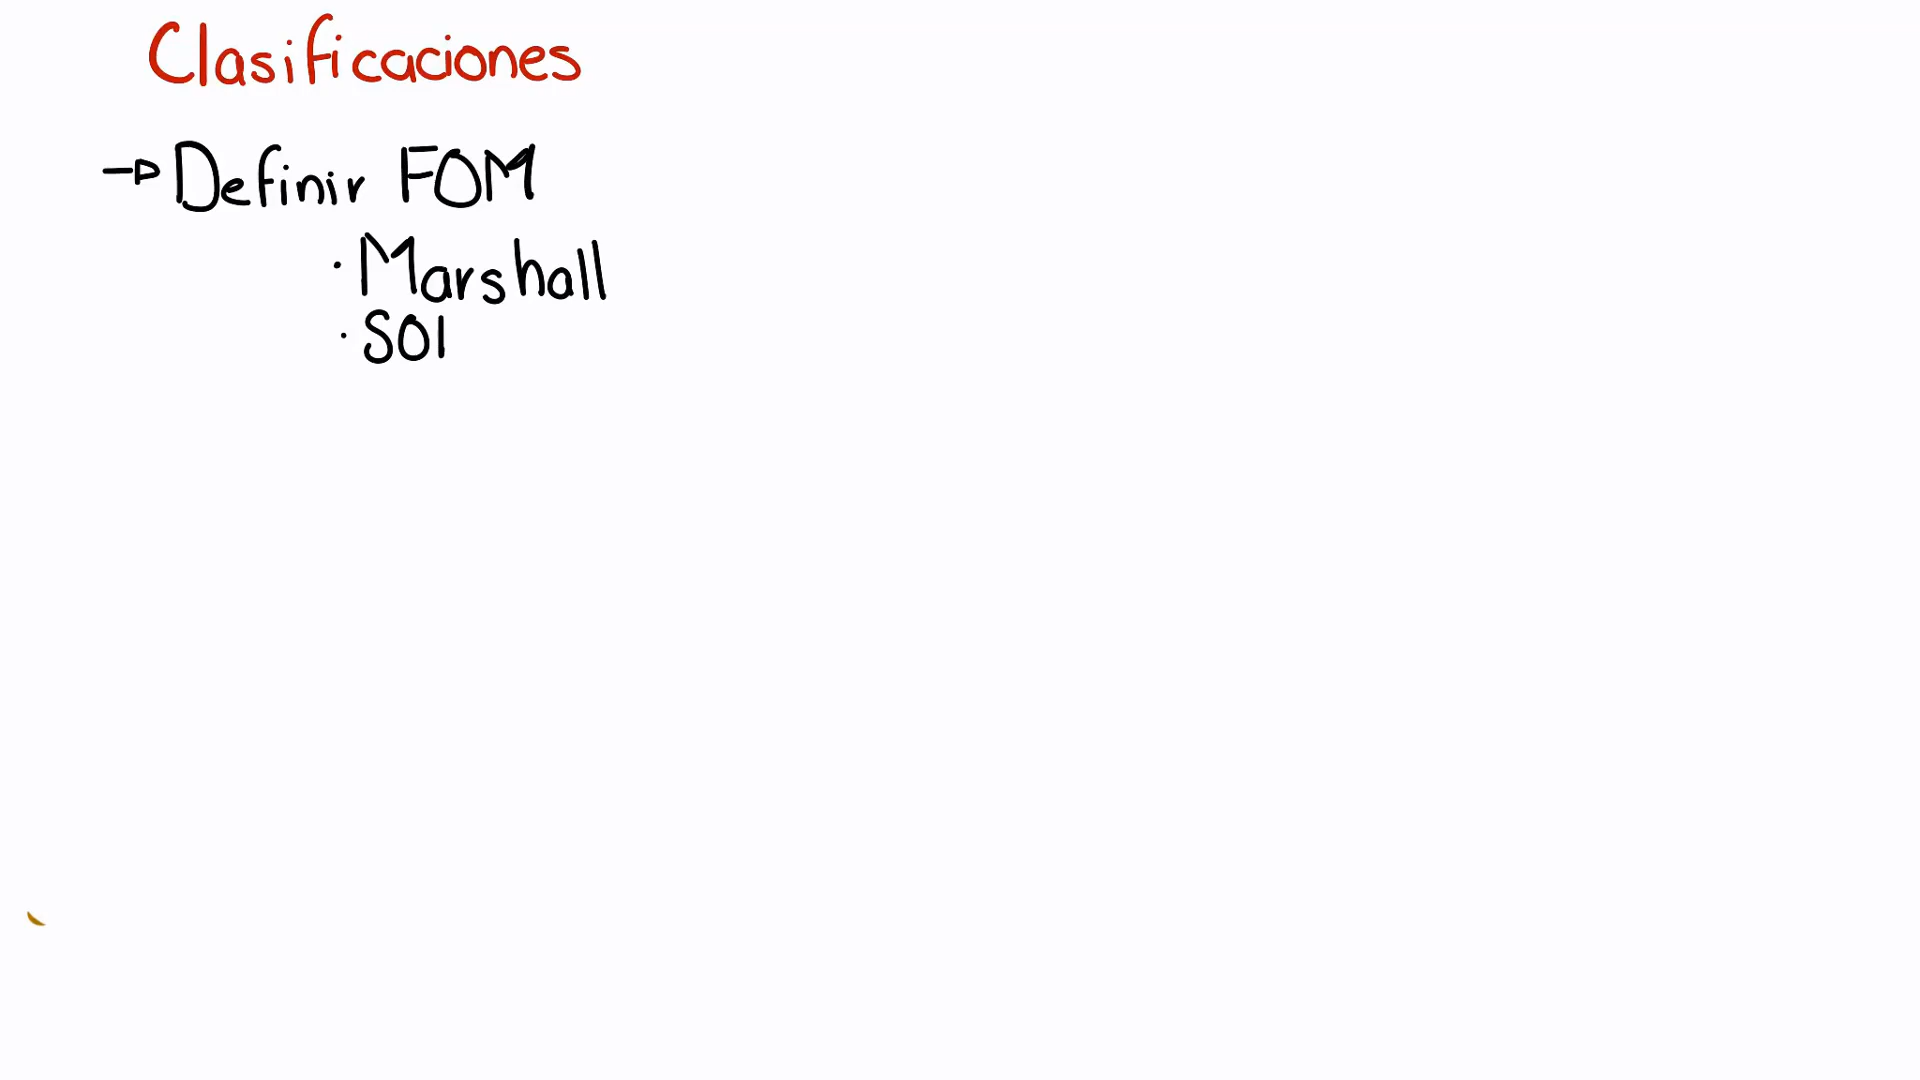 Clasificaciones
→ Definir FOM
· Marshall
· SOI